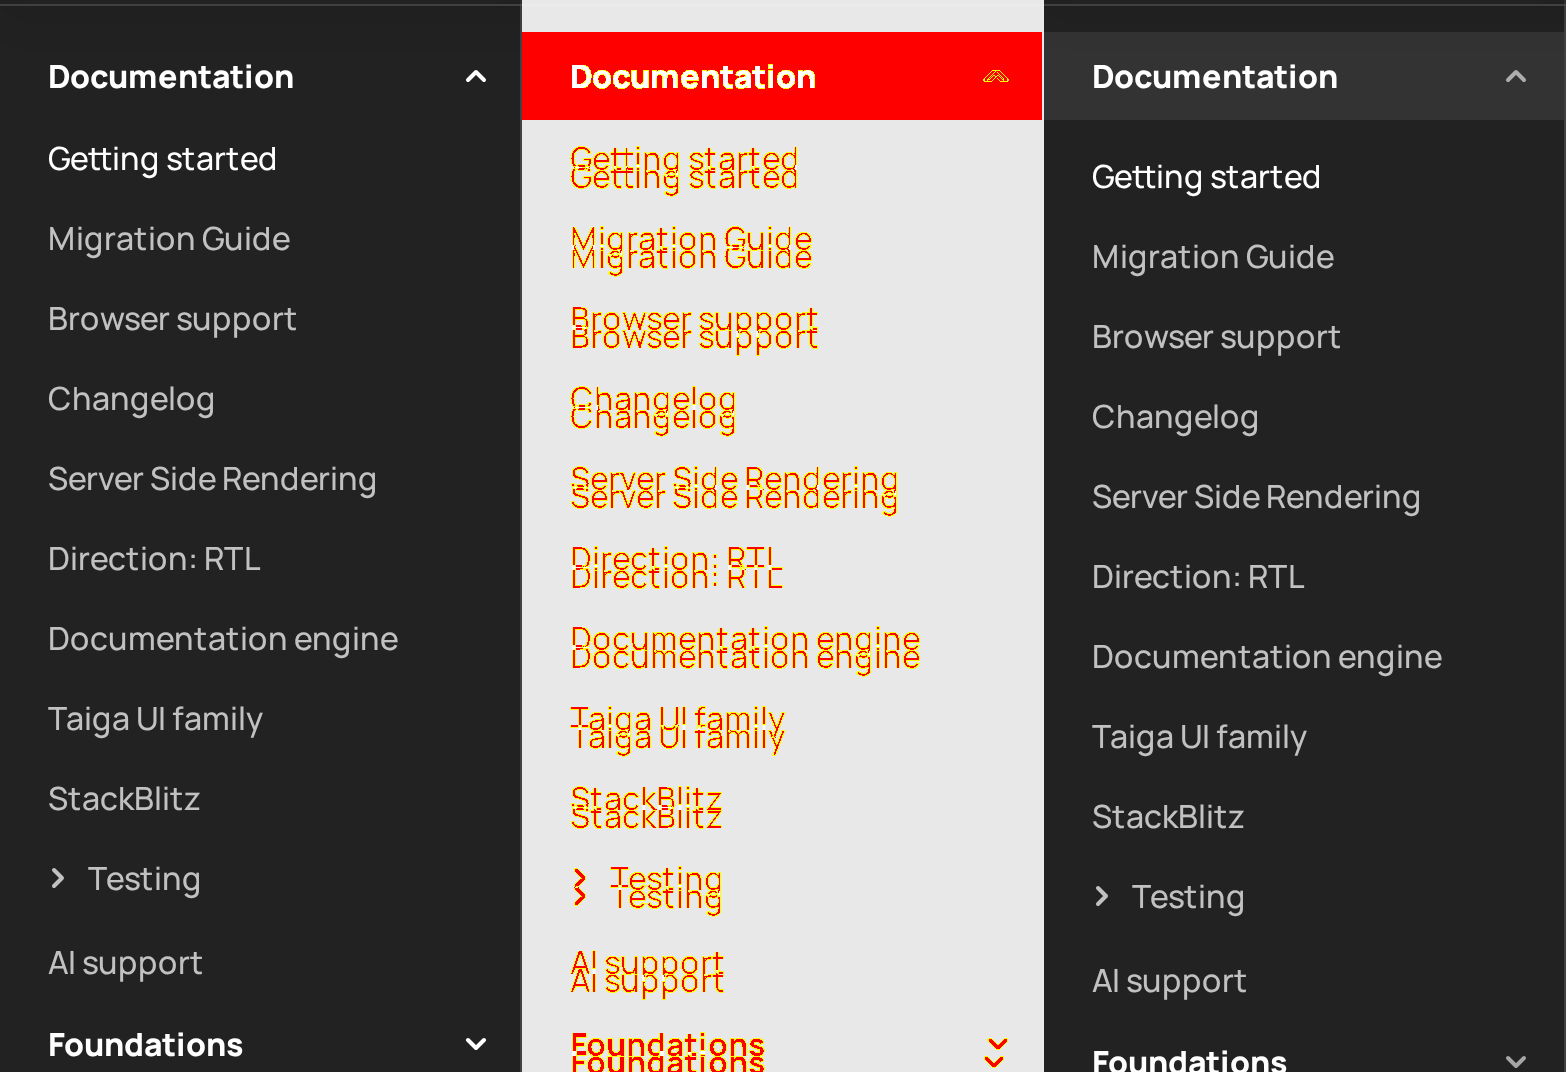 Documentation
Getting started
Migration Guide
Browser support
Changelog
Server Side Rendering
Direction: RTL
Documentation engine
Taiga UI family
StackBlitz
Testing
AI support
Foundations
Documentation
Getting started
Getting started
Migration Guide
Migration Guide
Browser support
Browser support
Changelog
Changelog
Server Side Rendering
Server Side Rendering
Direction: RTL
Direction: RTL
Documentation engine
Documentation engine
Taiga UI family
Taiga UI family
StackBlitz
StackBlitz
Testing
Testing
AI support
AI support
Foundations
Foundations
Documentation
Getting started
Migration Guide
Browser support
Changelog
Server Side Rendering
Direction: RTL
Documentation engine
Taiga UI family
StackBlitz
Testing
AI support
Foundations